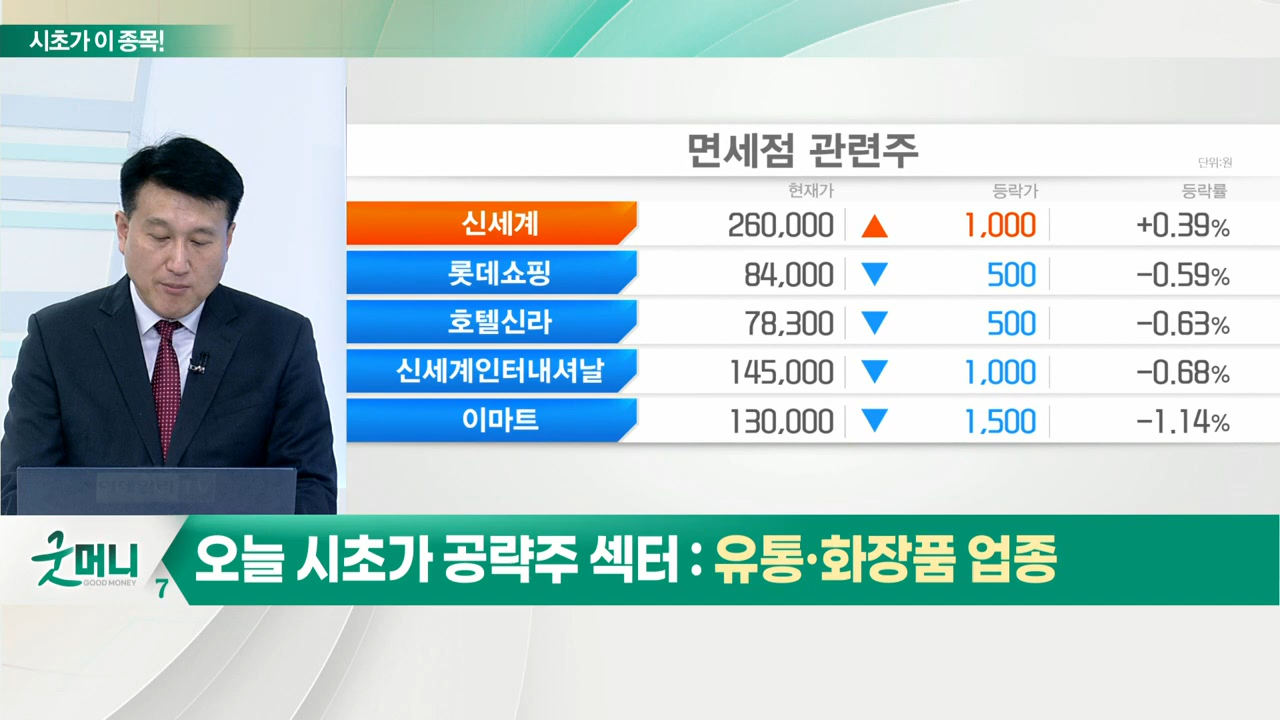 시초가 이 종목!
면세점 관련주
단위:원
현재가 등락가 등락률
신세계 260,000 ▲ 1,000 +0.39%
롯데쇼핑 84,000 ▼ 500 -0.59%
호텔신라 78,300 ▼ 500 -0.63%
신세계인터내셔날 145,000 ▼ 1,000 -0.68%
이마트 130,000 ▼ 1,500 -1.14%
굿머니 오늘 시초가 공략주 섹터 : 유통·화장품 업종
GOOD MONEY
7